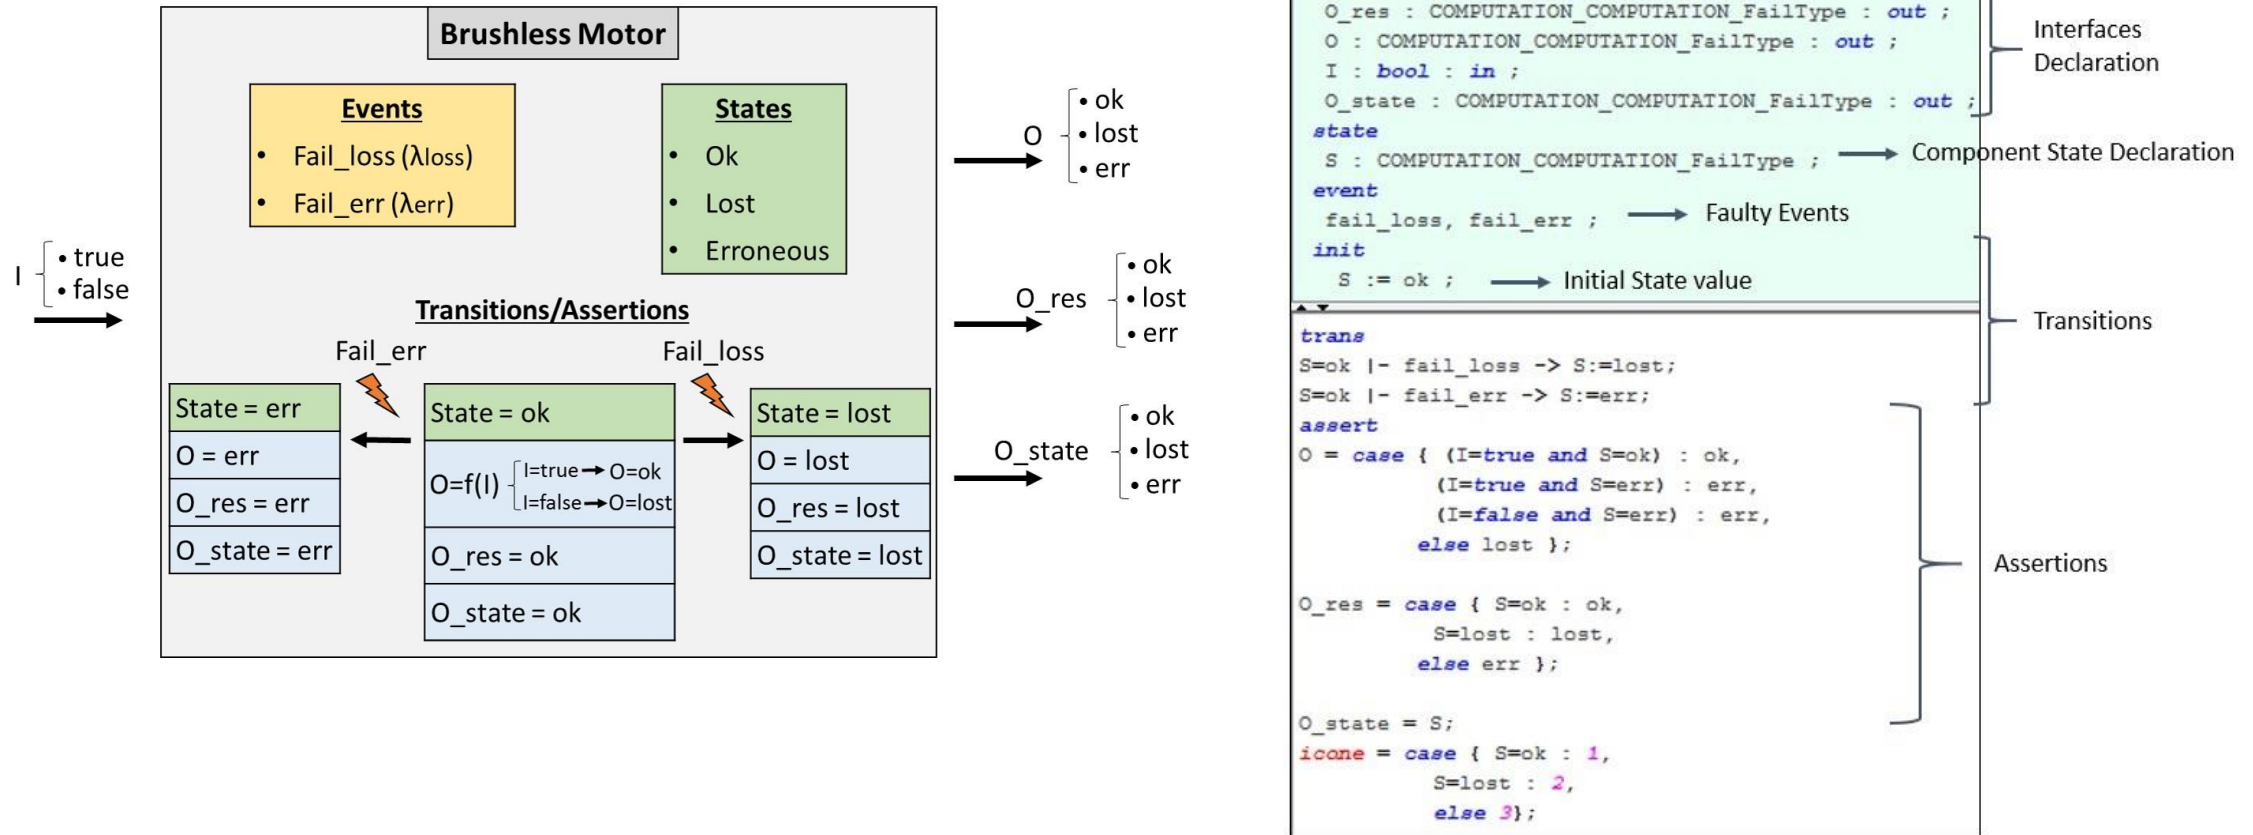 Brushless Motor
Events
• Fail_loss (λloss)
• Fail_err (λerr)
States
• Ok
• Lost
• Erroneous
I
• true
• false
Transitions/Assertions
Fail_err
Fail_loss
State = err
O = err
O_res = err
O_state = err
State = ok
O=f(I)
I=true→O=ok
I=false→O=lost
O_res = ok
O_state = ok
State = lost
O = lost
O_res = lost
O_state = lost
O
• ok
• lost
• err
O_res
• ok
• lost
• err
O_state
• ok
• lost
• err
O_res : COMPUTATION_COMPUTATION_FailType : out ;
O : COMPUTATION_COMPUTATION_FailType : out ;
I : bool : in ;
O_state : COMPUTATION_COMPUTATION_FailType : out ;
state
S : COMPUTATION_COMPUTATION_FailType ;
event
fail_loss, fail_err ;
init
S := ok ;
trans
S=ok |- fail_loss -> S:=lost;
S=ok |- fail_err -> S:=err;
assert
O = case { (I=true and S=ok) : ok,
(I=true and S=err) : err,
(I=false and S=err) : err,
else lost };
O_res = case { S=ok : ok,
S=lost : lost,
else err };
O_state = S;
icone = case { S=ok : 1,
S=lost : 2,
else 3};
Interfaces
Declaration
Component State Declaration
Faulty Events
Initial State value
Transitions
Assertions